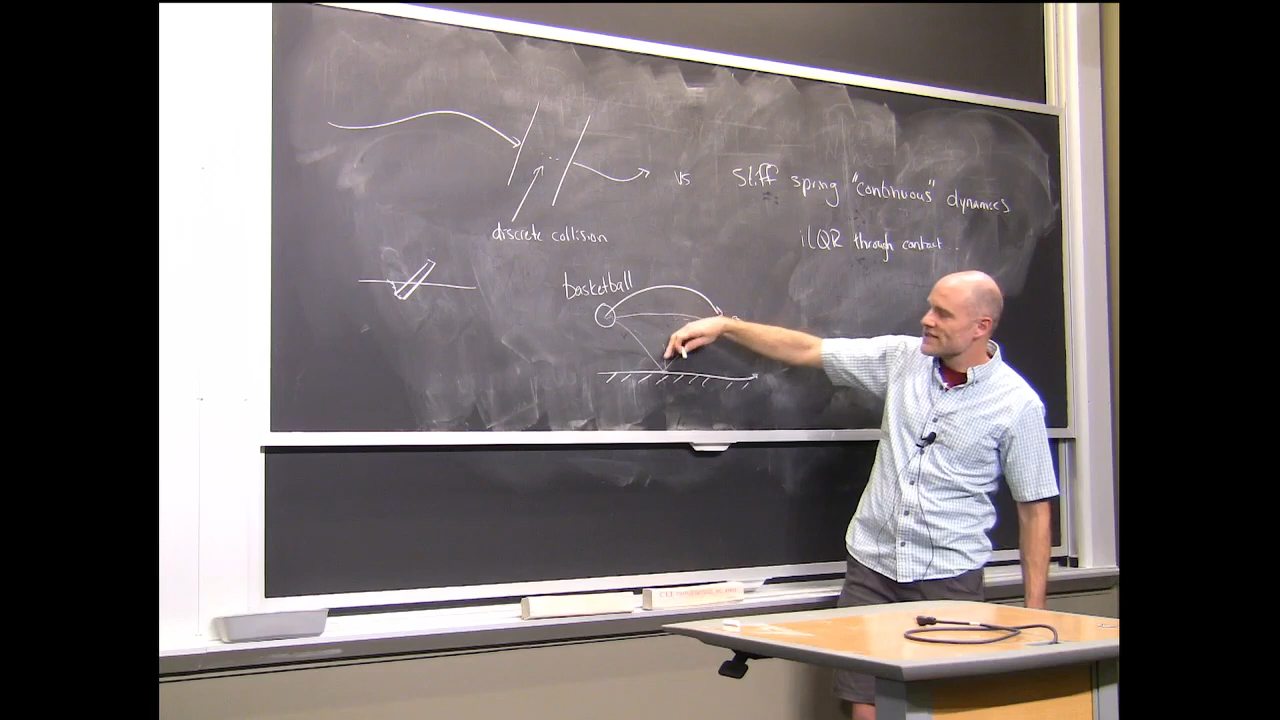 vs Stiff spring "continuous" dynamics
discrete collision
iLQR through contact ..
basketball